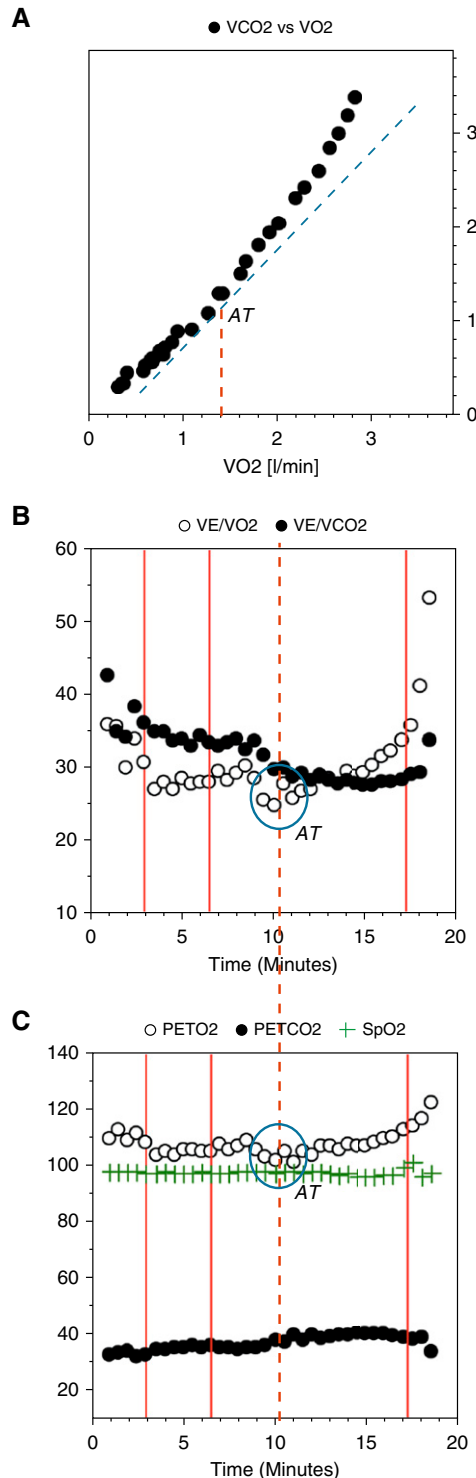 A
● VCO2 vs VO2
3
2
1
0
AT
0 1 2 3
VO2 [l/min]
B
○ VE/VO2 ● VE/VCO2
60
50
40
30
20
10
AT
0 5 10 15 20
Time (Minutes)
C
○ PETO2 ● PETCO2 + SpO2
140
120
100
80
60
40
20
AT
0 5 10 15 20
Time (Minutes)